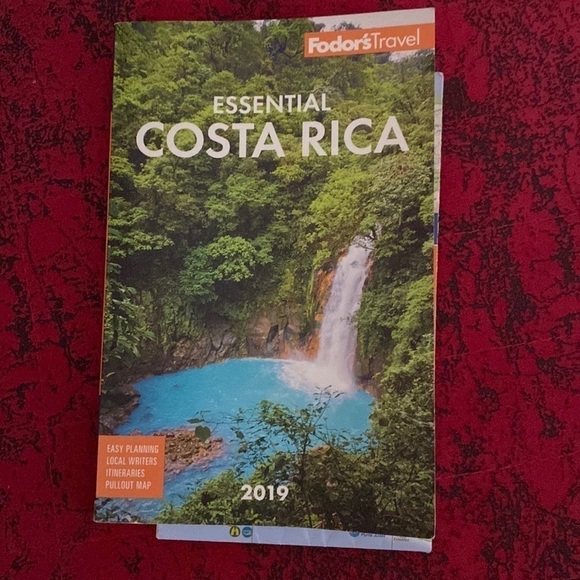 Fodor'sTravel
ESSENTIAL
COSTA RICA
EASY PLANNING
LOCAL WRITERS
ITINERARIES
PULLOUT MAP
2019